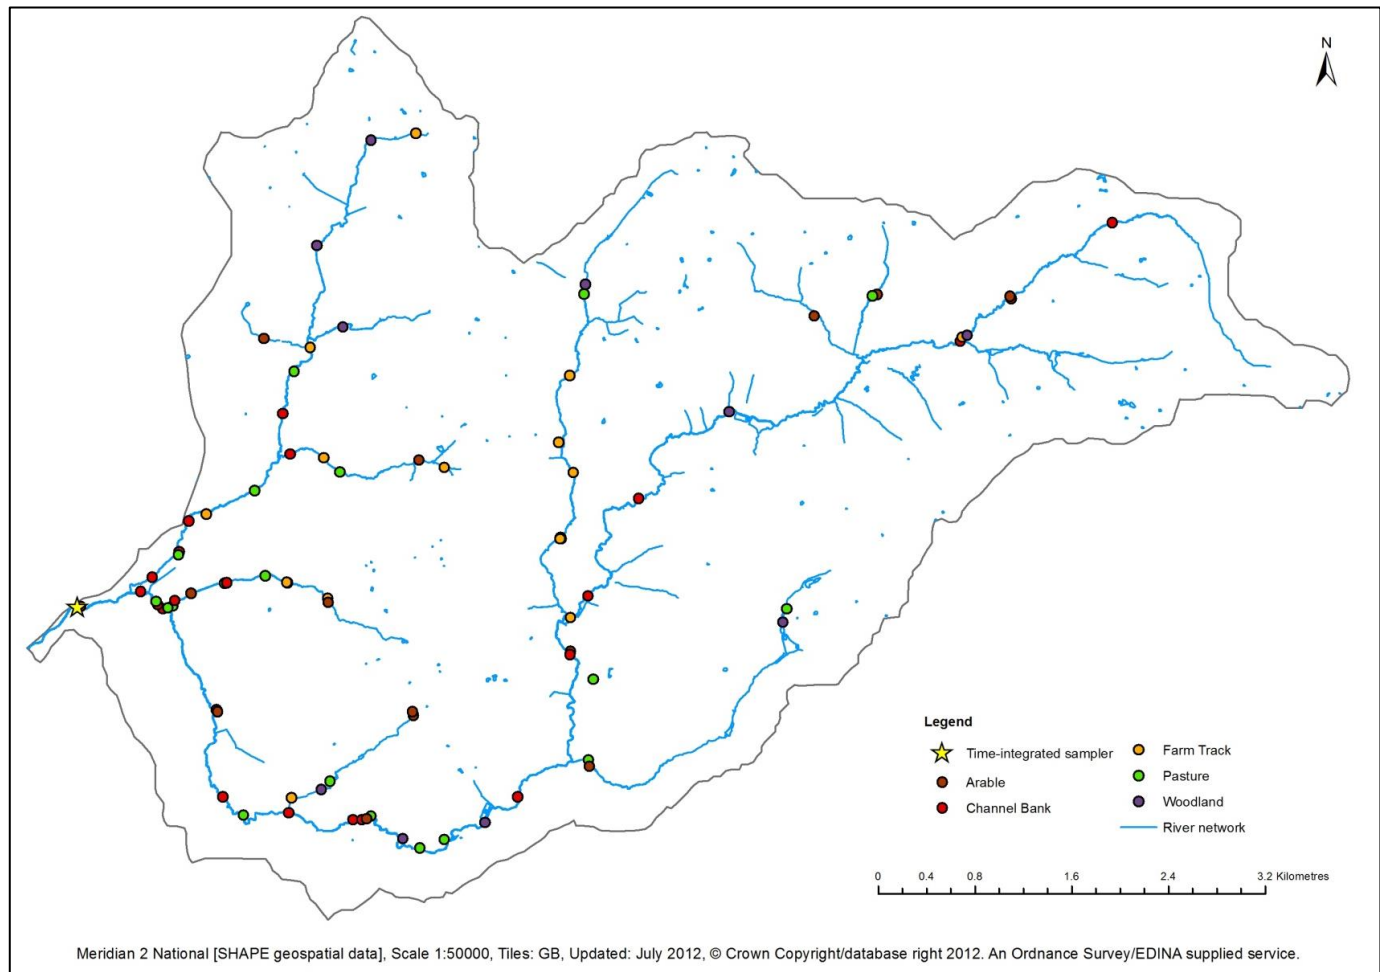 N
Legend
Time-integrated sampler
Arable
Channel Bank
Farm Track
Pasture
Woodland
River network
0 0.4 0.8 1.6 2.4 3.2 Kilometres
Meridian 2 National [SHAPE geospatial data], Scale 1:50000, Tiles: GB, Updated: July 2012, © Crown Copyright/database right 2012. An Ordnance Survey/EDINA supplied service.